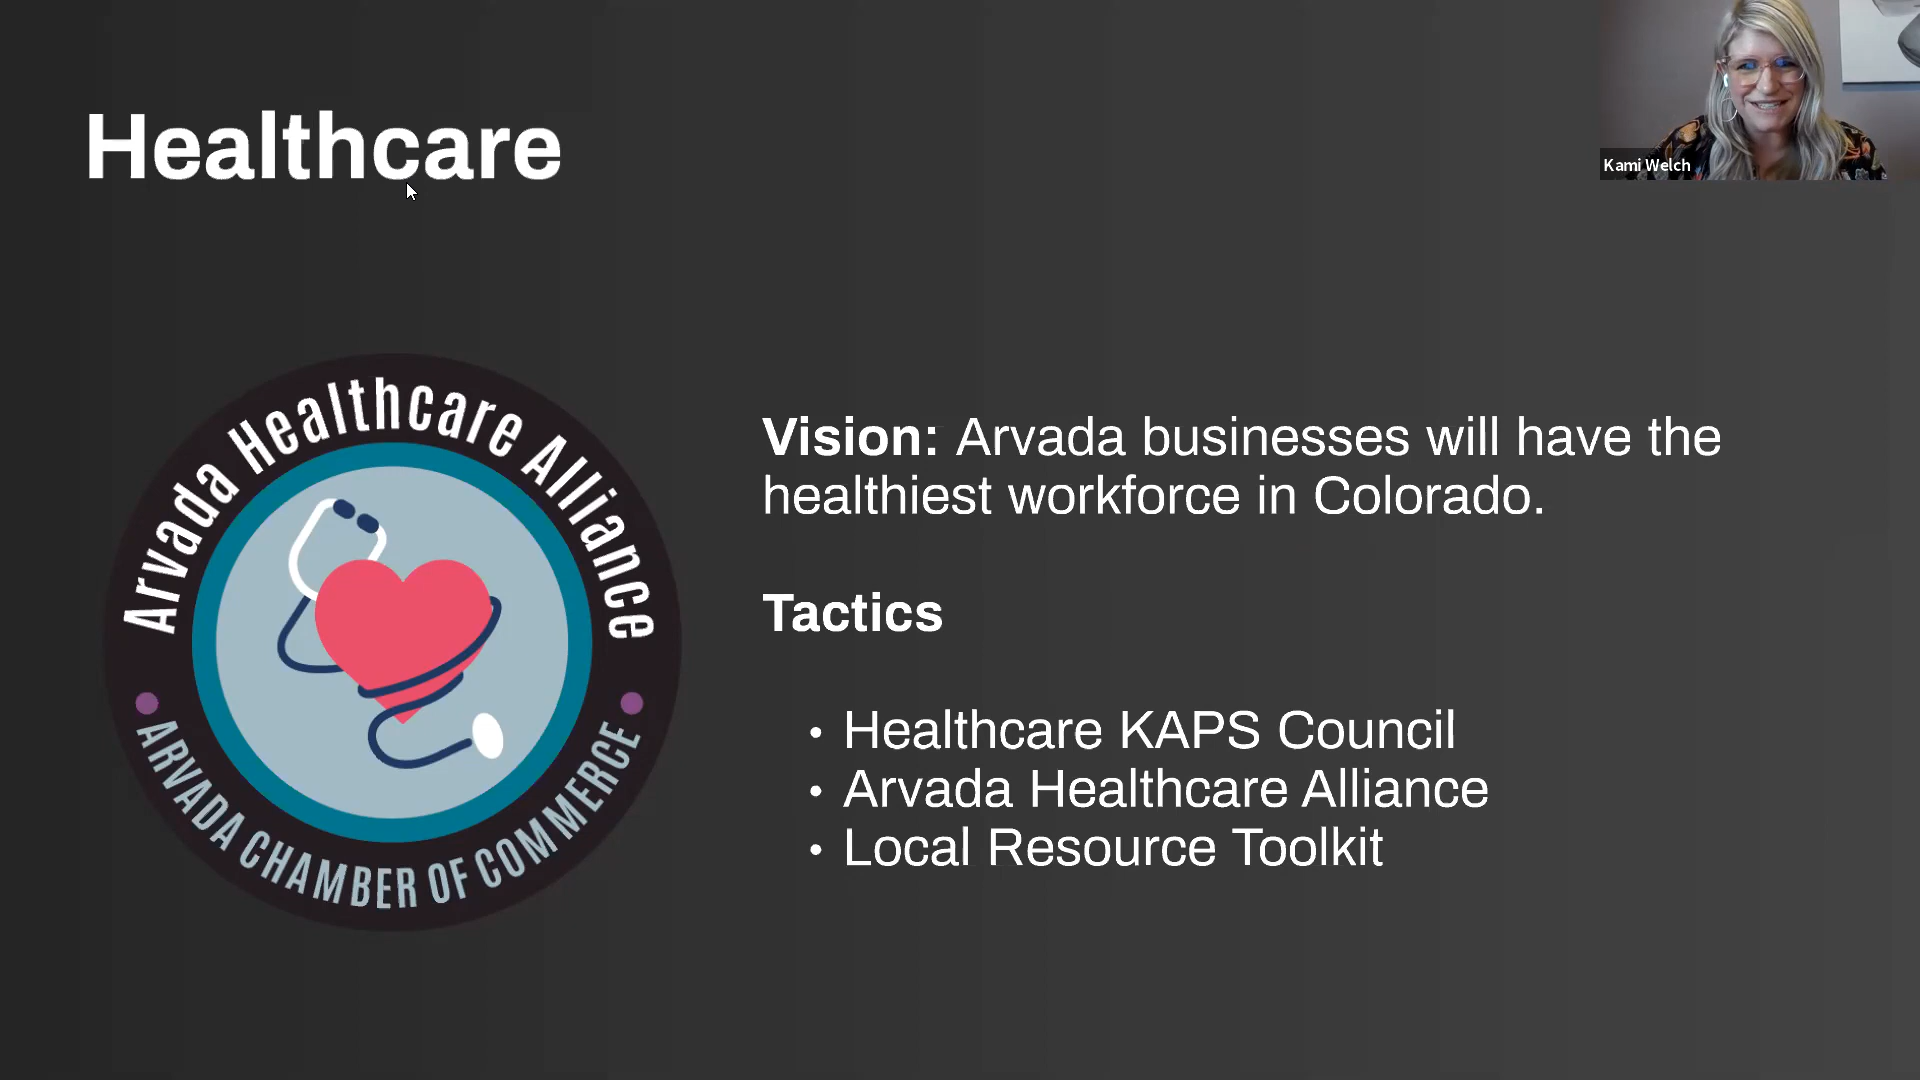 Healthcare
Kami Welch
Arvada Healthcare Alliance
ARVADA CHAMBER OF COMMERCE
Vision: Arvada businesses will have the
healthiest workforce in Colorado.
Tactics
• Healthcare KAPS Council
• Arvada Healthcare Alliance
• Local Resource Toolkit